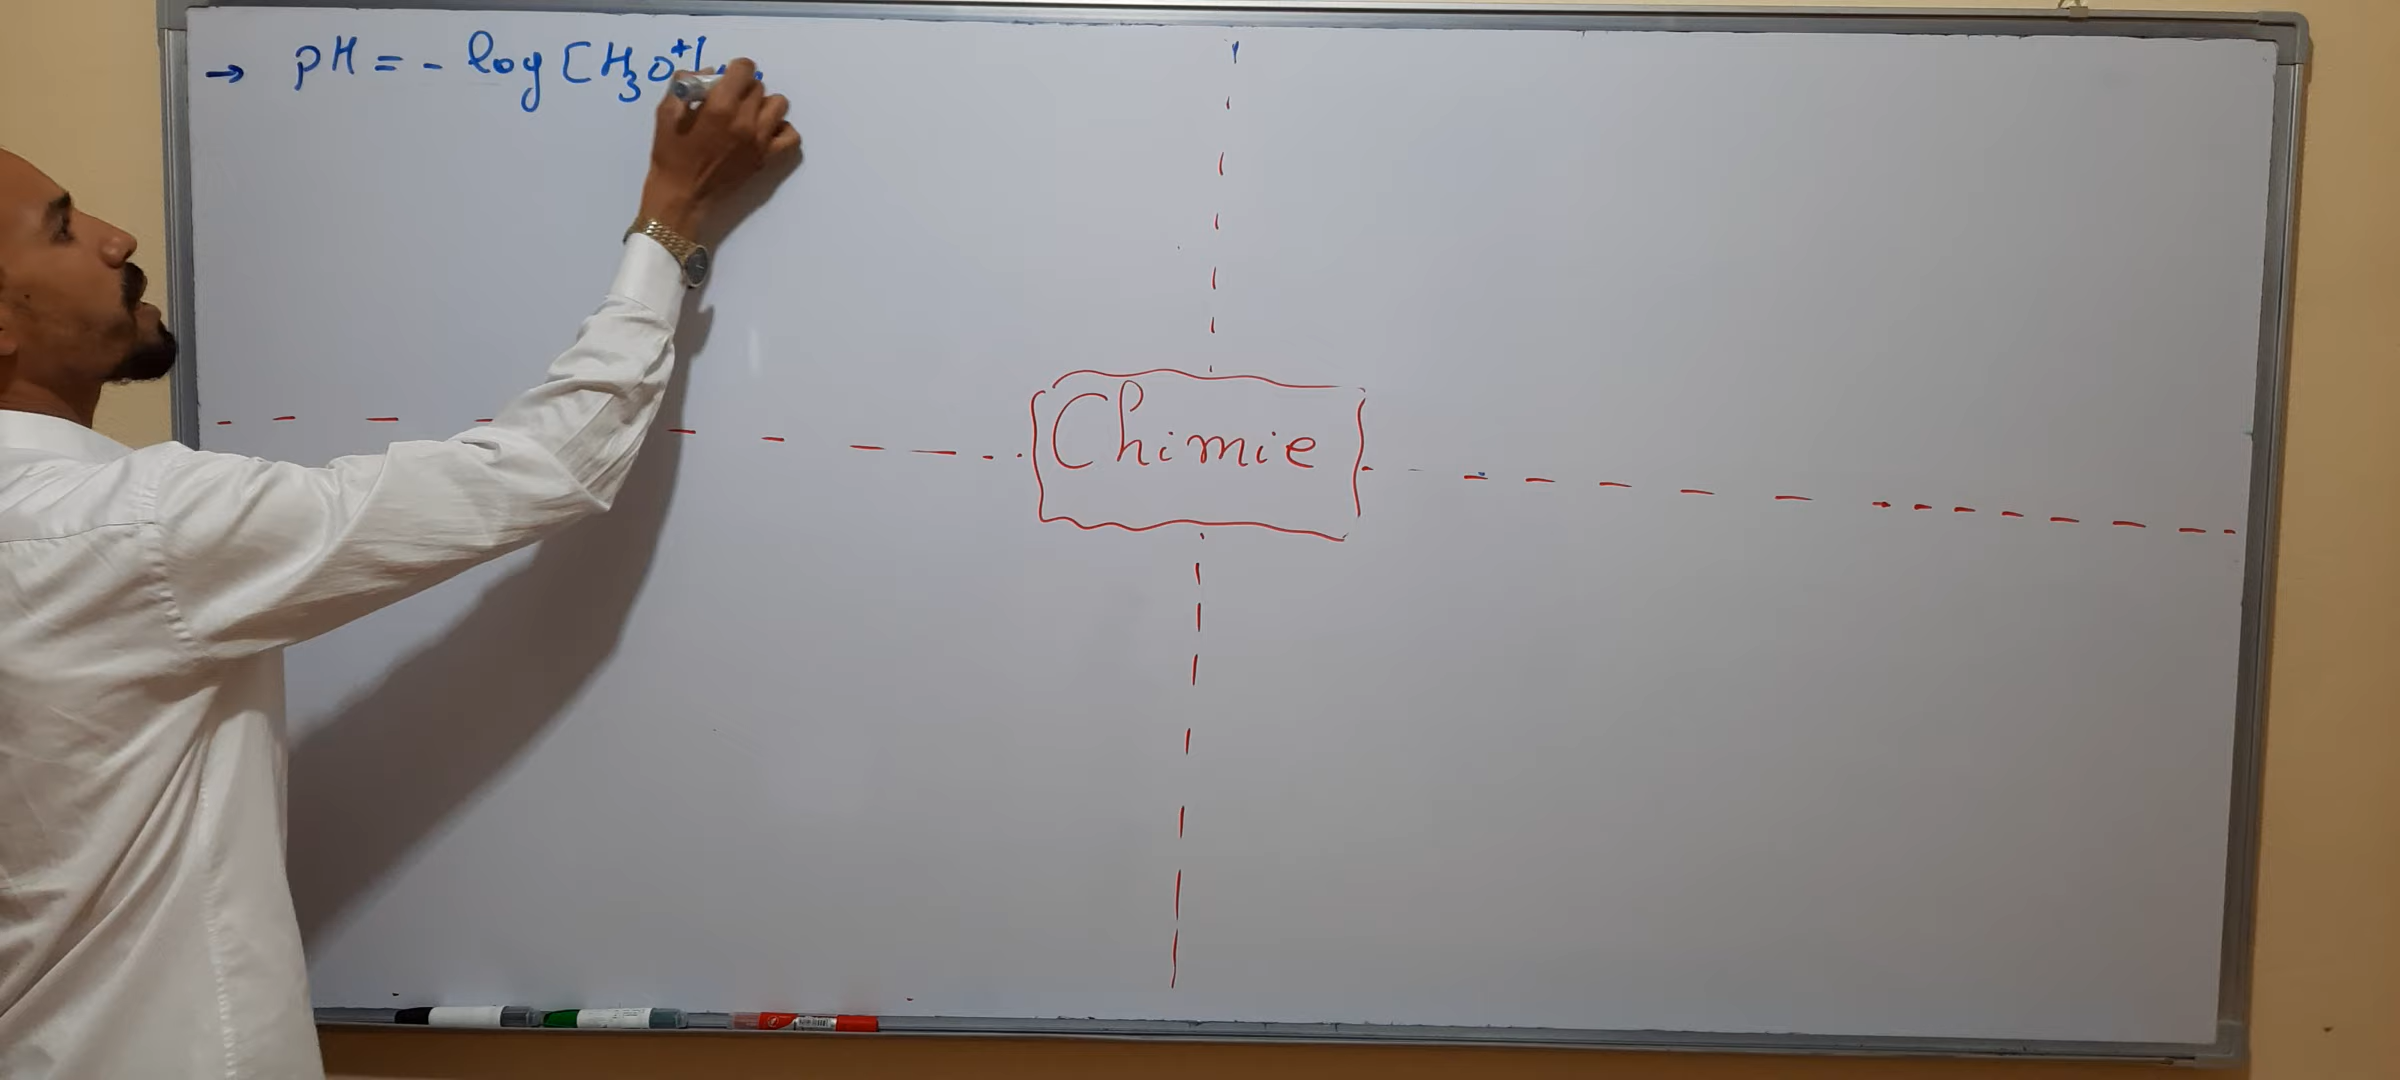 → pH = - log [H₃O⁺]
Chimie